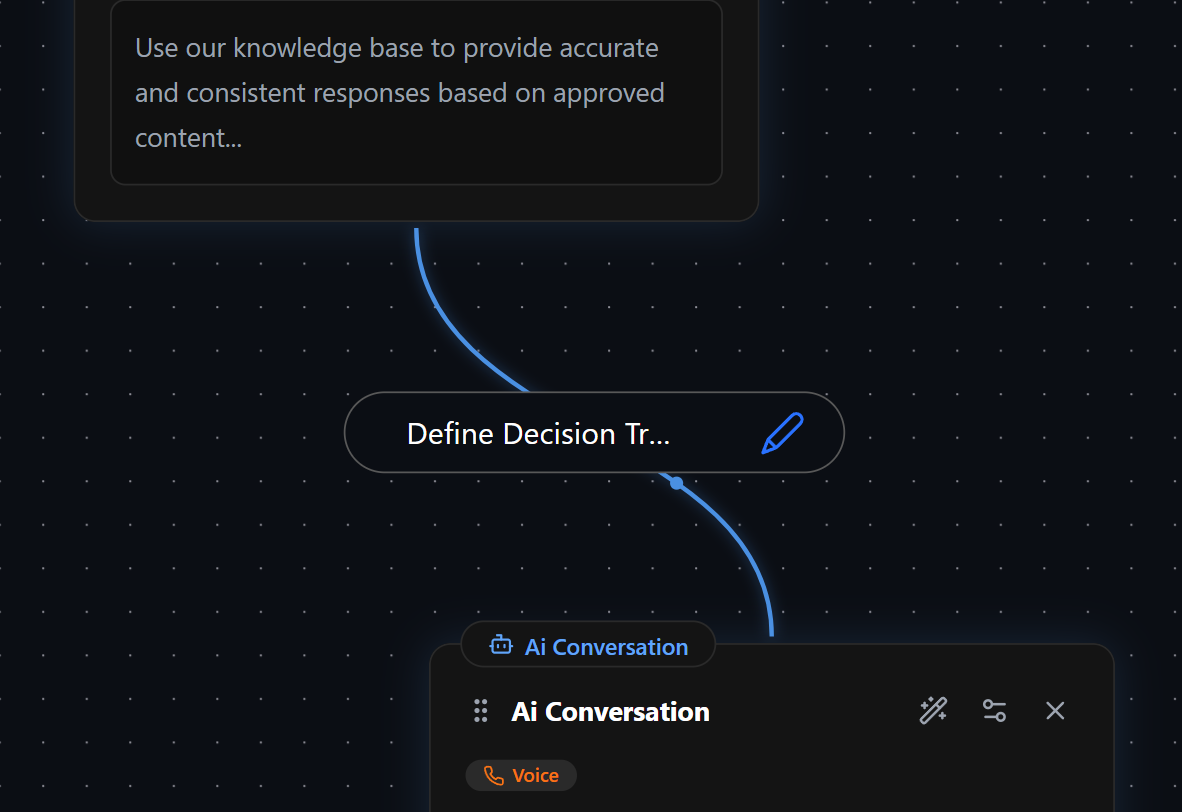 Use our knowledge base to provide accurate
and consistent responses based on approved
content...
Define Decision Tr...
Ai Conversation
Ai Conversation
Voice